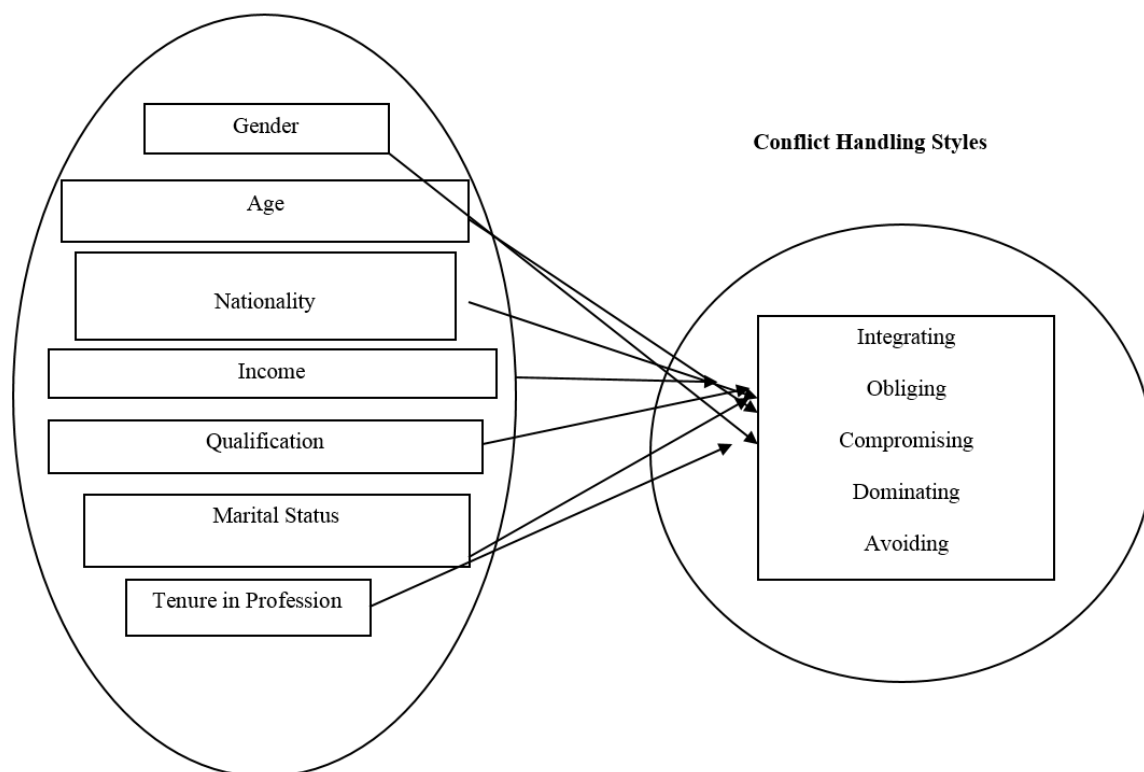 Gender
Age
Nationality
Income
Qualification
Marital Status
Tenure in Profession
Conflict Handling Styles
Integrating
Obliging
Compromising
Dominating
Avoiding